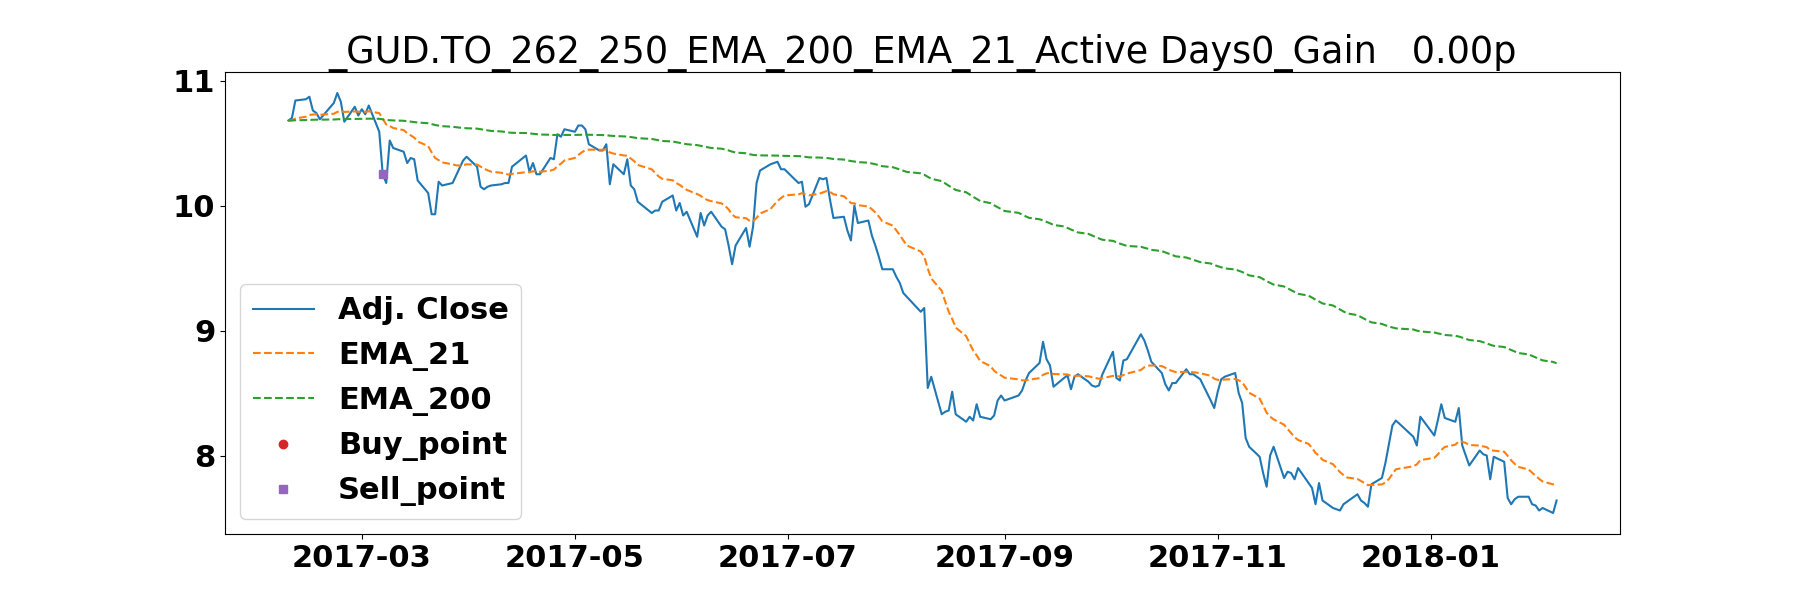 _GUD.TO_262_250_EMA_200_EMA_21_Active Days0_Gain   0.00p
11
10
9
8
Adj. Close
EMA_21
EMA_200
Buy_point
Sell_point
2017-03 2017-05 2017-07 2017-09 2017-11 2018-01